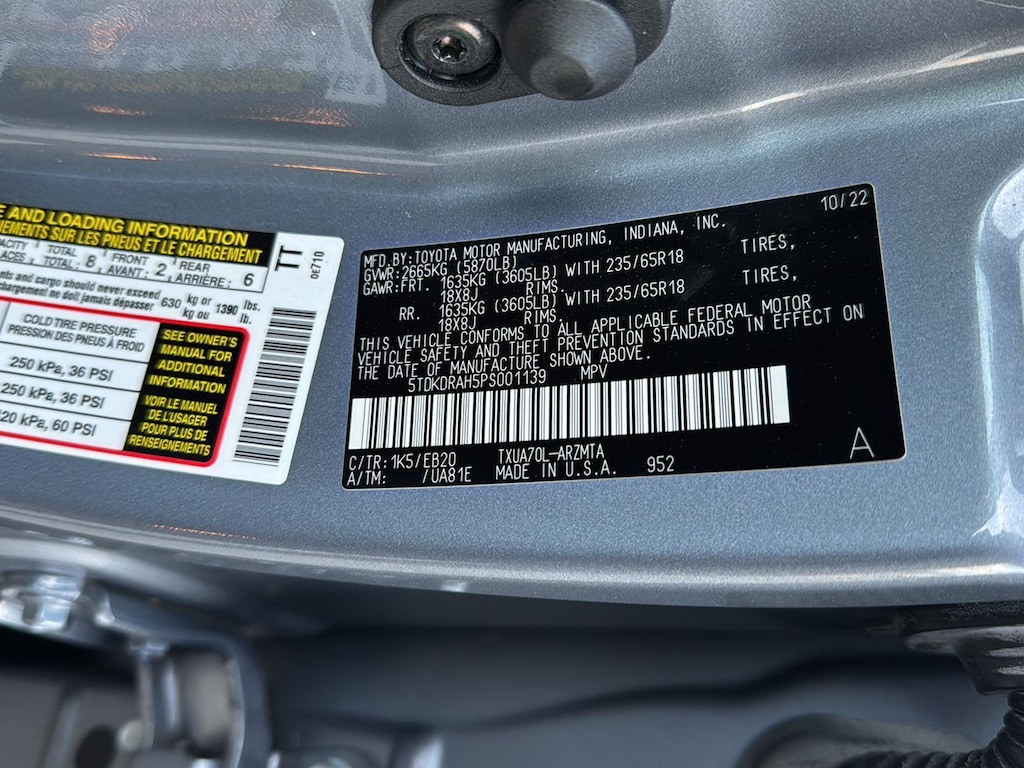 E AND LOADING INFORMATION
NEMENTS SUR LES PNEUS ET LE CHARGEMENT
TOTAL FRONT REAR
TOTAL: 8 AVANT: 2 ARRIÈRE: 6
TT
0E710
nts and cargo should never exceed 630 kg or 1390 lbs.
chargement ne doit jamais dépasser kg ou lb.
COLD TIRE PRESSURE
PRESSION DES PNEUS À FROID
250 kPa, 36 PSI
250 kPa, 36 PSI
20 kPa, 60 PSI
SEE OWNER'S
MANUAL FOR
ADDITIONAL
INFORMATION
VOIR LE MANUEL
DE L'USAGER
POUR PLUS DE
RENSEIGNEMENTS
10/22
MFD.BY:TOYOTA MOTOR MANUFACTURING, INDIANA, INC.
GVWR:2665KG (5870LB)
GAWR:FRT. 1635KG (3605LB) WITH 235/65R18 TIRES,
18X8J RIMS.
RR. 1635KG (3605LB) WITH 235/65R18 TIRES,
18X8J RIMS.
THIS VEHICLE CONFORMS TO ALL APPLICABLE FEDERAL MOTOR
VEHICLE SAFETY AND THEFT PREVENTION STANDARDS IN EFFECT ON
THE DATE OF MANUFACTURE SHOWN ABOVE.
5TDKDRAH5PS001139 MPV
C/TR: 1K5/EB20 TXUA70L-ARZMTA
A/TM: /UA81E MADE IN U.S.A. 952
A